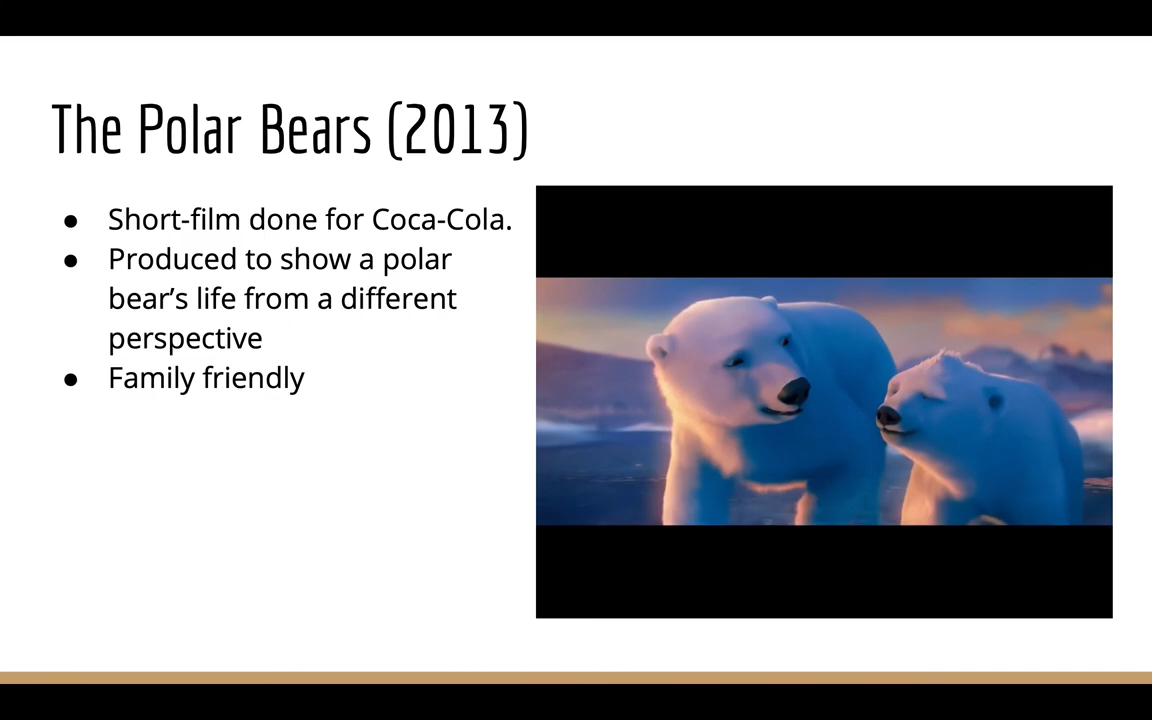 The Polar Bears (2013)
● Short-film done for Coca-Cola.
● Produced to show a polar
bear’s life from a different
perspective
● Family friendly